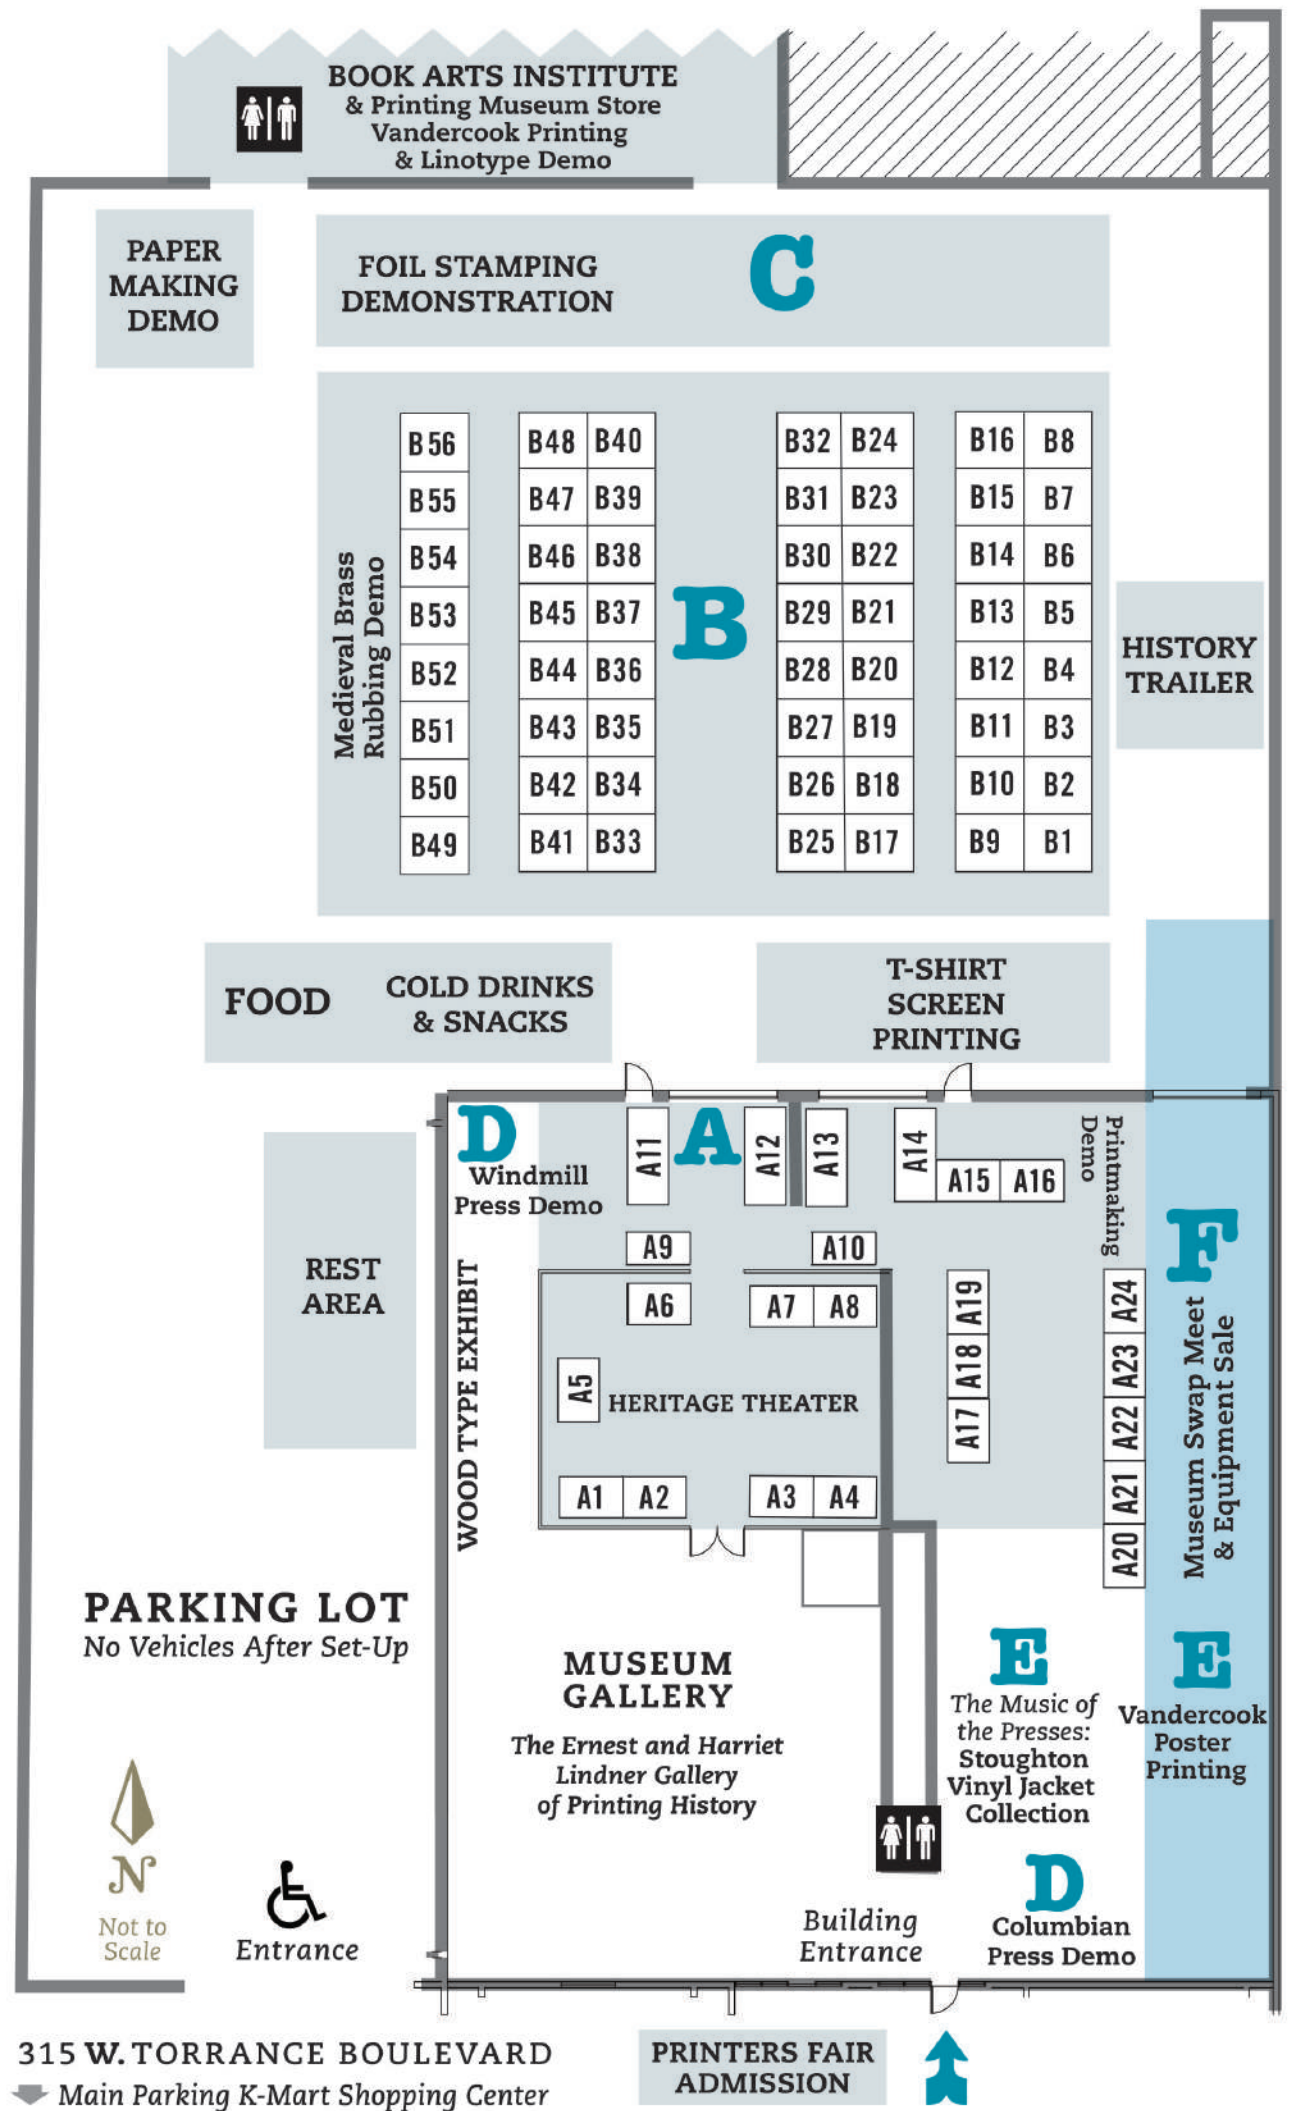 BOOK ARTS INSTITUTE
& Printing Museum Store
Vandercook Printing
& Linotype Demo
PAPER
MAKING
DEMO
FOIL STAMPING
DEMONSTRATION
C
Medieval Brass
Rubbing Demo
B
B56 B48 B40 B32 B24 B16 B8
B55 B47 B39 B31 B23 B15 B7
B54 B46 B38 B30 B22 B14 B6
B53 B45 B37 B29 B21 B13 B5
B52 B44 B36 B28 B20 B12 B4
B51 B43 B35 B27 B19 B11 B3
B50 B42 B34 B26 B18 B10 B2
B49 B41 B33 B25 B17 B9 B1
HISTORY
TRAILER
FOOD
COLD DRINKS
& SNACKS
T-SHIRT
SCREEN
PRINTING
D
Windmill
Press Demo
A
A11
A12
A13
A14
A15 A16
Printmaking
Demo
A9
A10
A6
A7 A8
A5
HERITAGE THEATER
A1 A2
A3 A4
A19
A18
A17
A24
A23
A22
A21
A20
F
Museum Swap Meet
& Equipment Sale
REST
AREA
WOOD TYPE EXHIBIT
PARKING LOT
No Vehicles After Set-Up
MUSEUM
GALLERY
The Ernest and Harriet
Lindner Gallery
of Printing History
E
The Music of
the Presses:
Stoughton
Vinyl Jacket
Collection
E
Vandercook
Poster
Printing
D
Columbian
Press Demo
Building
Entrance
N
Not to
Scale
Entrance
315 W. TORRANCE BOULEVARD
Main Parking K-Mart Shopping Center
PRINTERS FAIR
ADMISSION